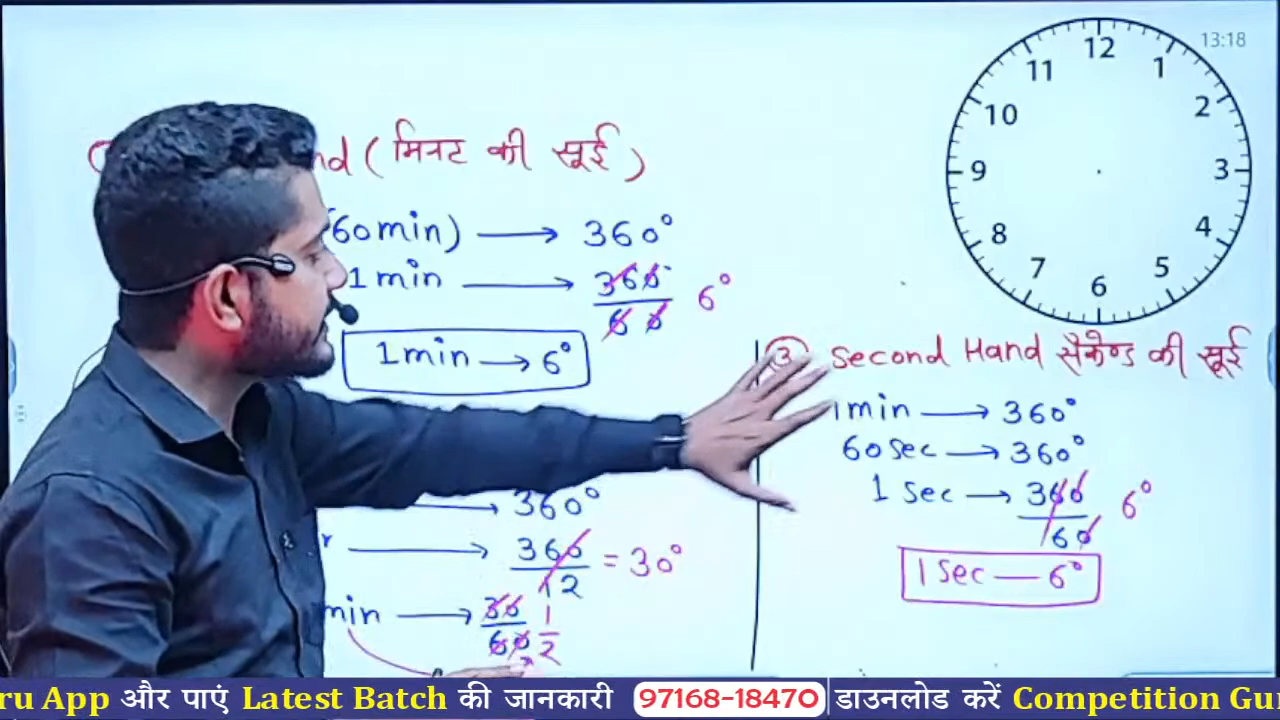 12
13:18
11
1
10
2
9
3
8
4
7
5
6
nd (मिनट की सूई)
60min) → 360°
1min → 360/60 6°
1min → 6°
③ Second Hand सैकेण्ड की सूई
1min → 360°
60sec → 360°
1 Sec → 360/60 6°
1 Sec — 6°
→ 360°
r → 360/12 = 30°
min → 30/60 1/2
ru App और पाएं Latest Batch की जानकारी 97168-18470 डाउनलोड करें Competition Gu